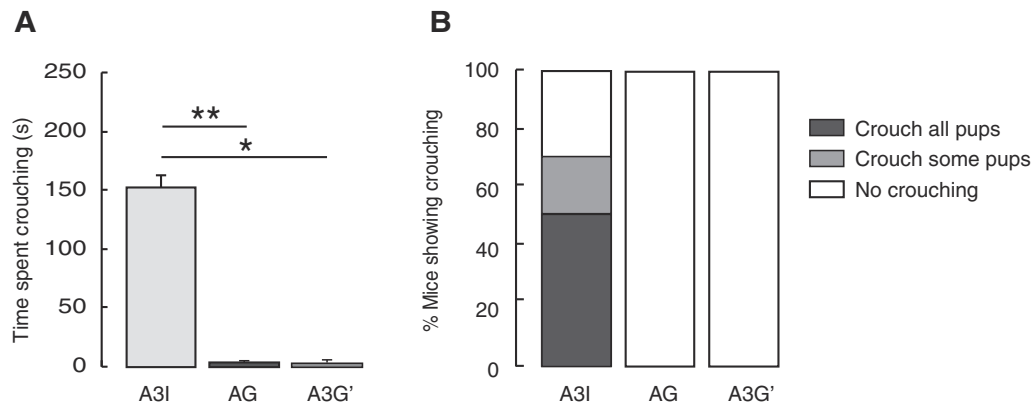 A
Time spent crouching (s)
250
200
150
100
50
0
**
*
A3I AG A3G’
B
% Mice showing crouching
100
80
60
40
20
0
A3I AG A3G’
Crouch all pups
Crouch some pups
No crouching